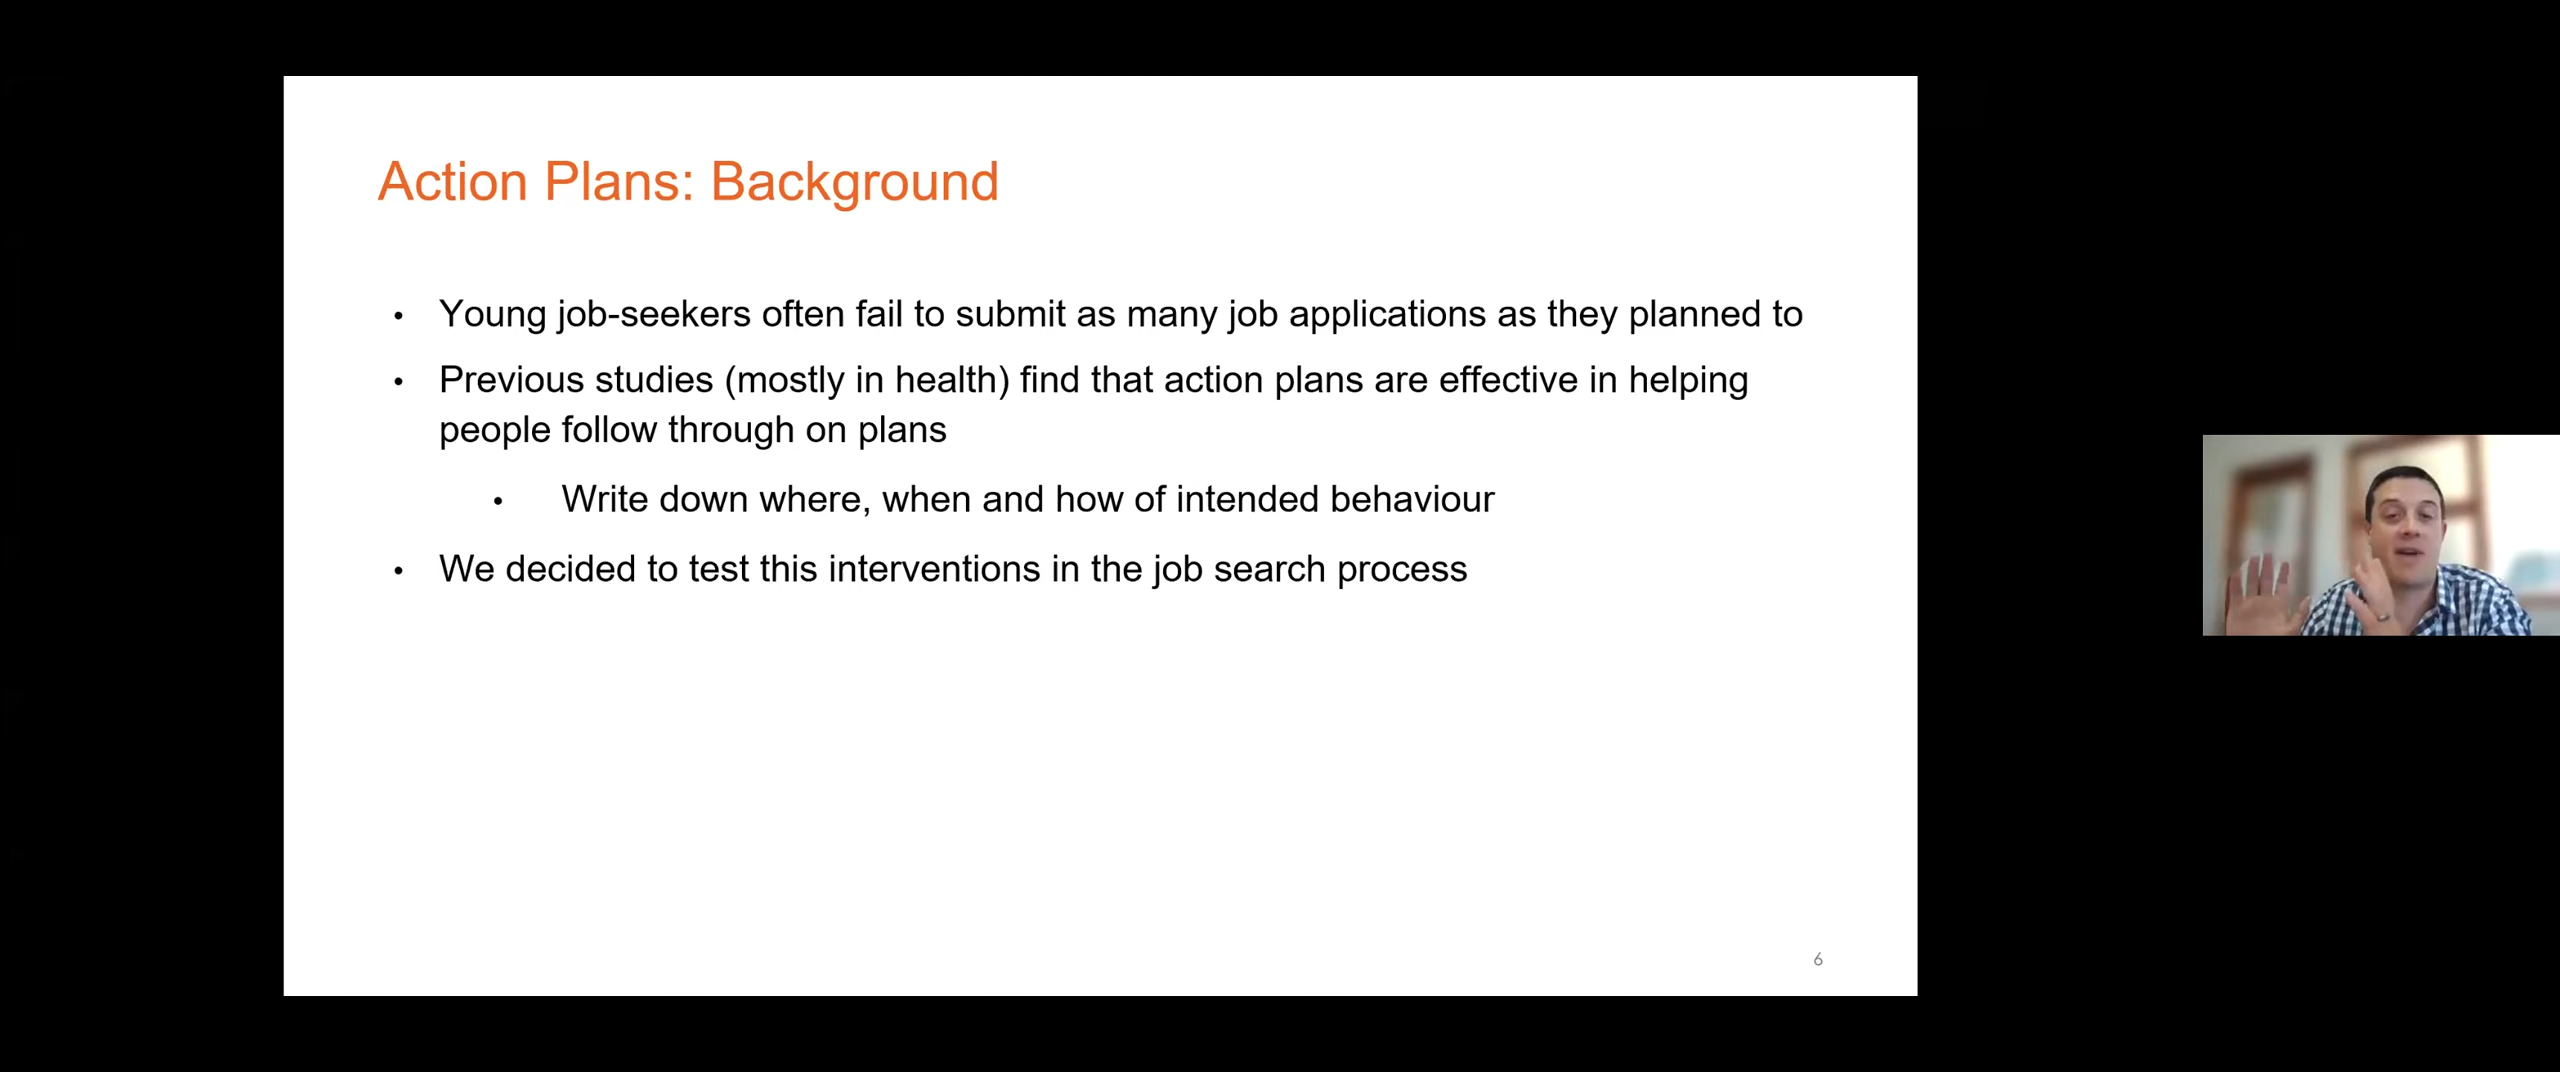 Action Plans: Background
• Young job-seekers often fail to submit as many job applications as they planned to
• Previous studies (mostly in health) find that action plans are effective in helping
people follow through on plans
• Write down where, when and how of intended behaviour
• We decided to test this interventions in the job search process
6